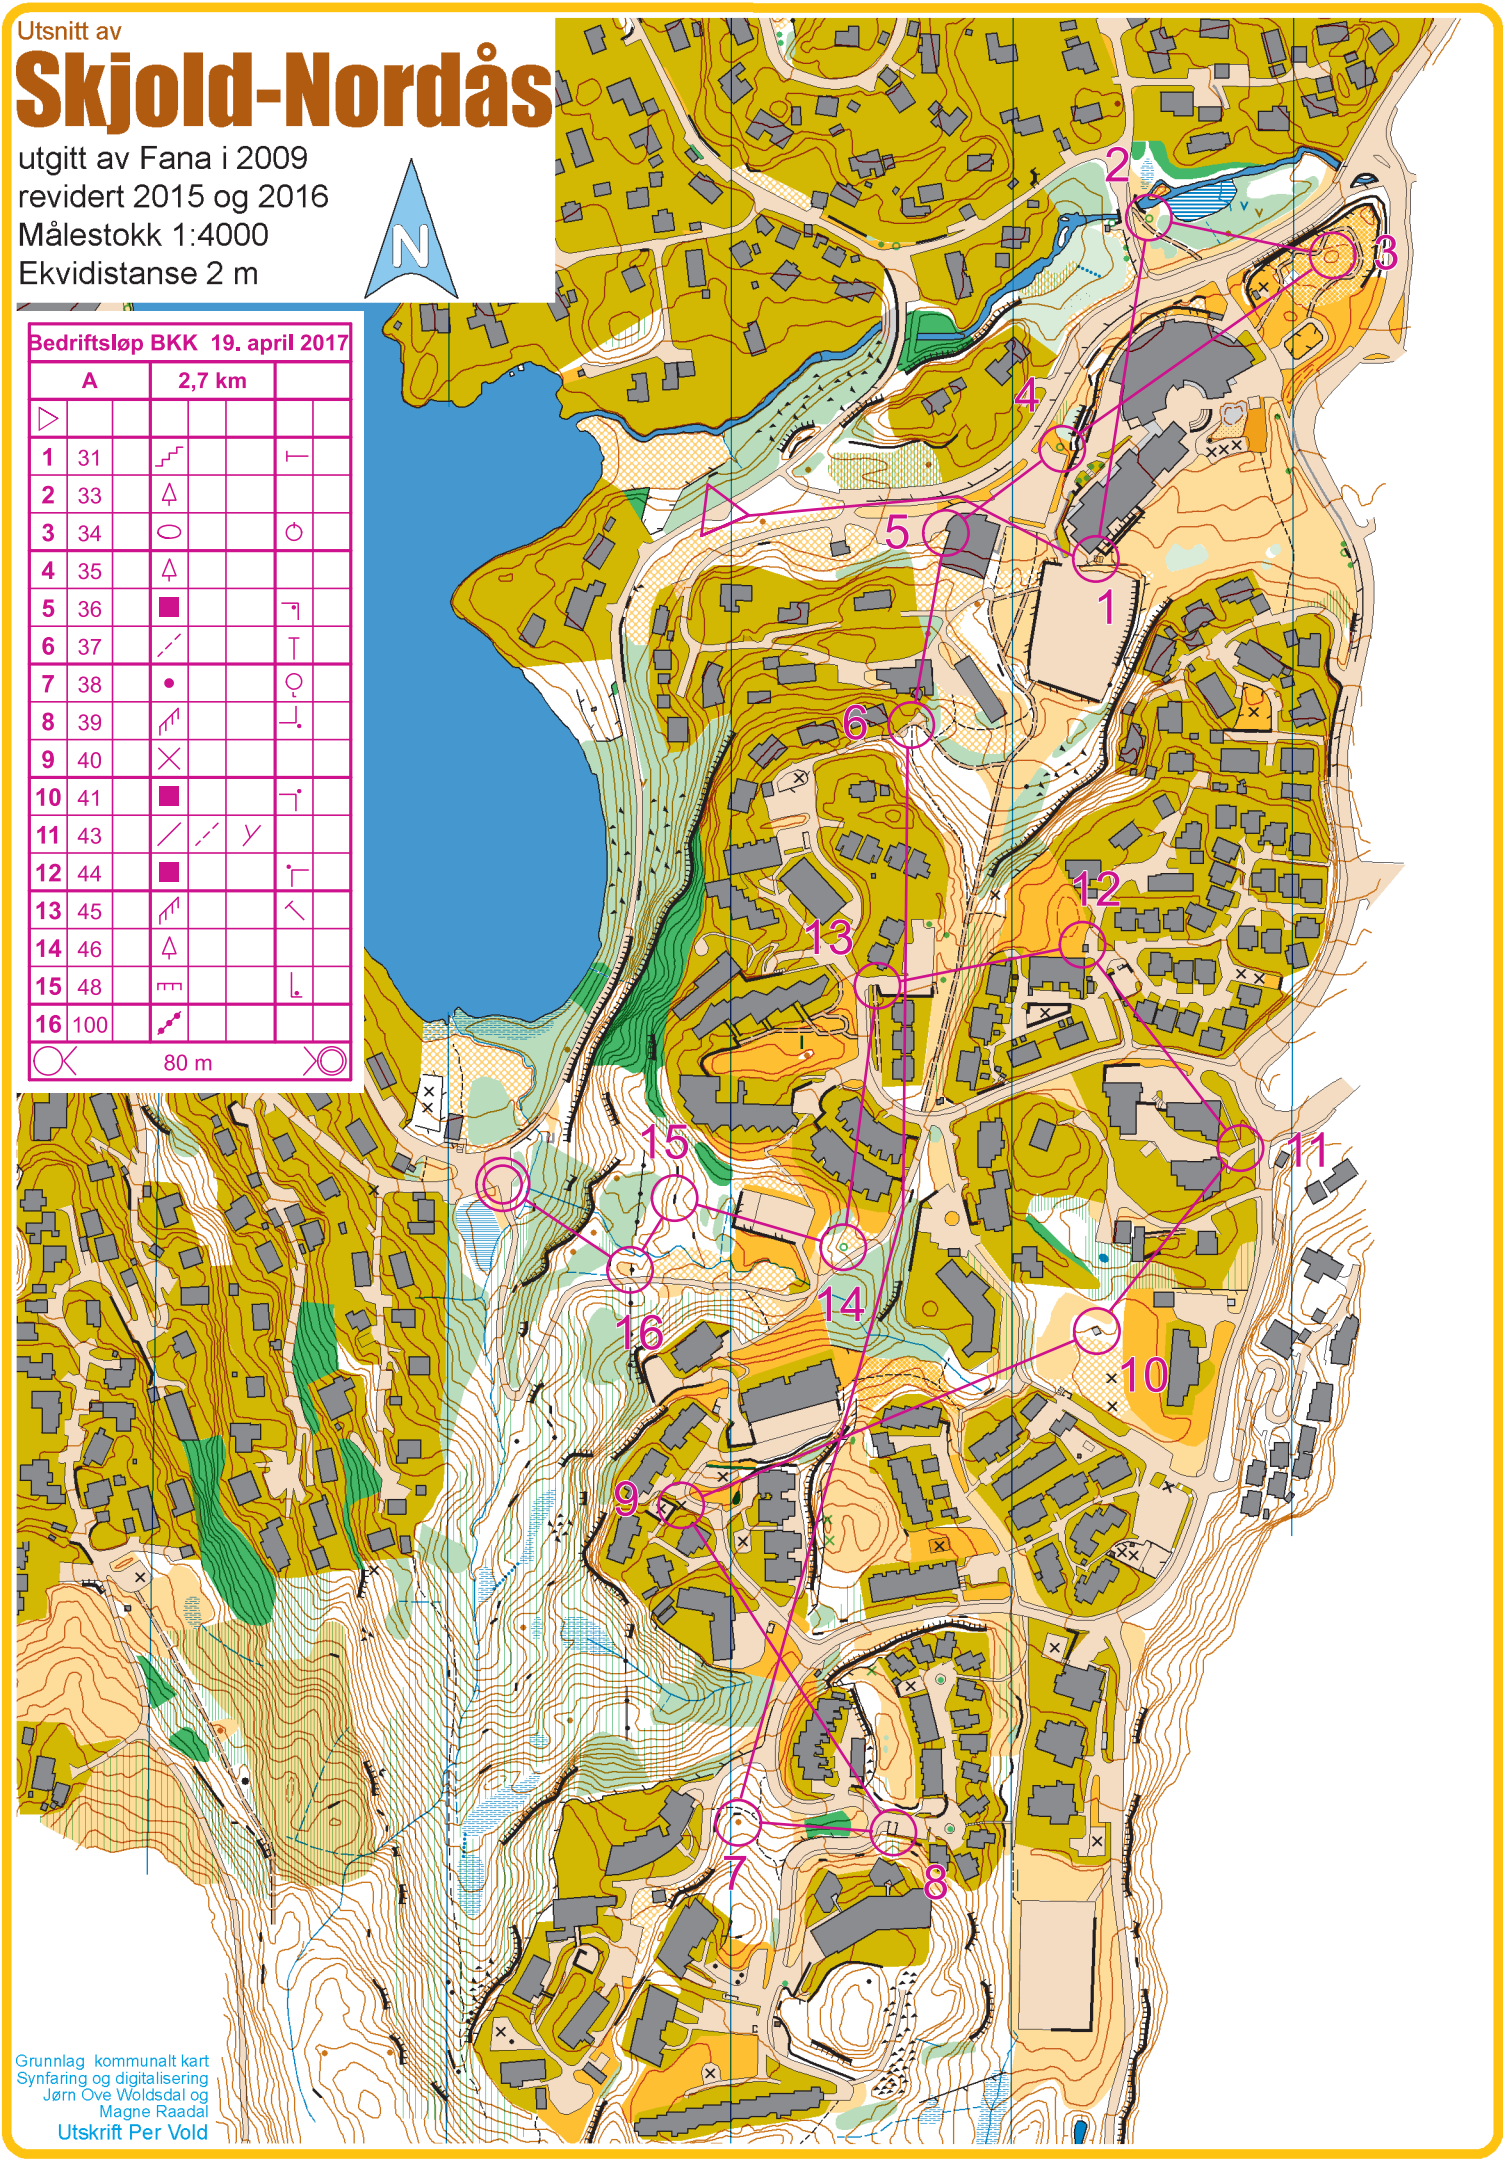 Utsnitt av
Skjold-Nordås
utgitt av Fana i 2009
revidert 2015 og 2016
Målestokk 1:4000
Ekvidistanse 2 m
N
Bedriftsløp BKK 19. april 2017
A 2,7 km
1 31
2 33
3 34
4 35
5 36
6 37
7 38
8 39
9 40
10 41
11 43
12 44
13 45
14 46
15 48
16 100
80 m
2
3
4
5
1
6
12
13
11
15
14
16
10
9
7
8
Grunnlag kommunalt kart
Synfaring og digitalisering
Jørn Ove Woldsdal og
Magne Raadal
Utskrift Per Vold